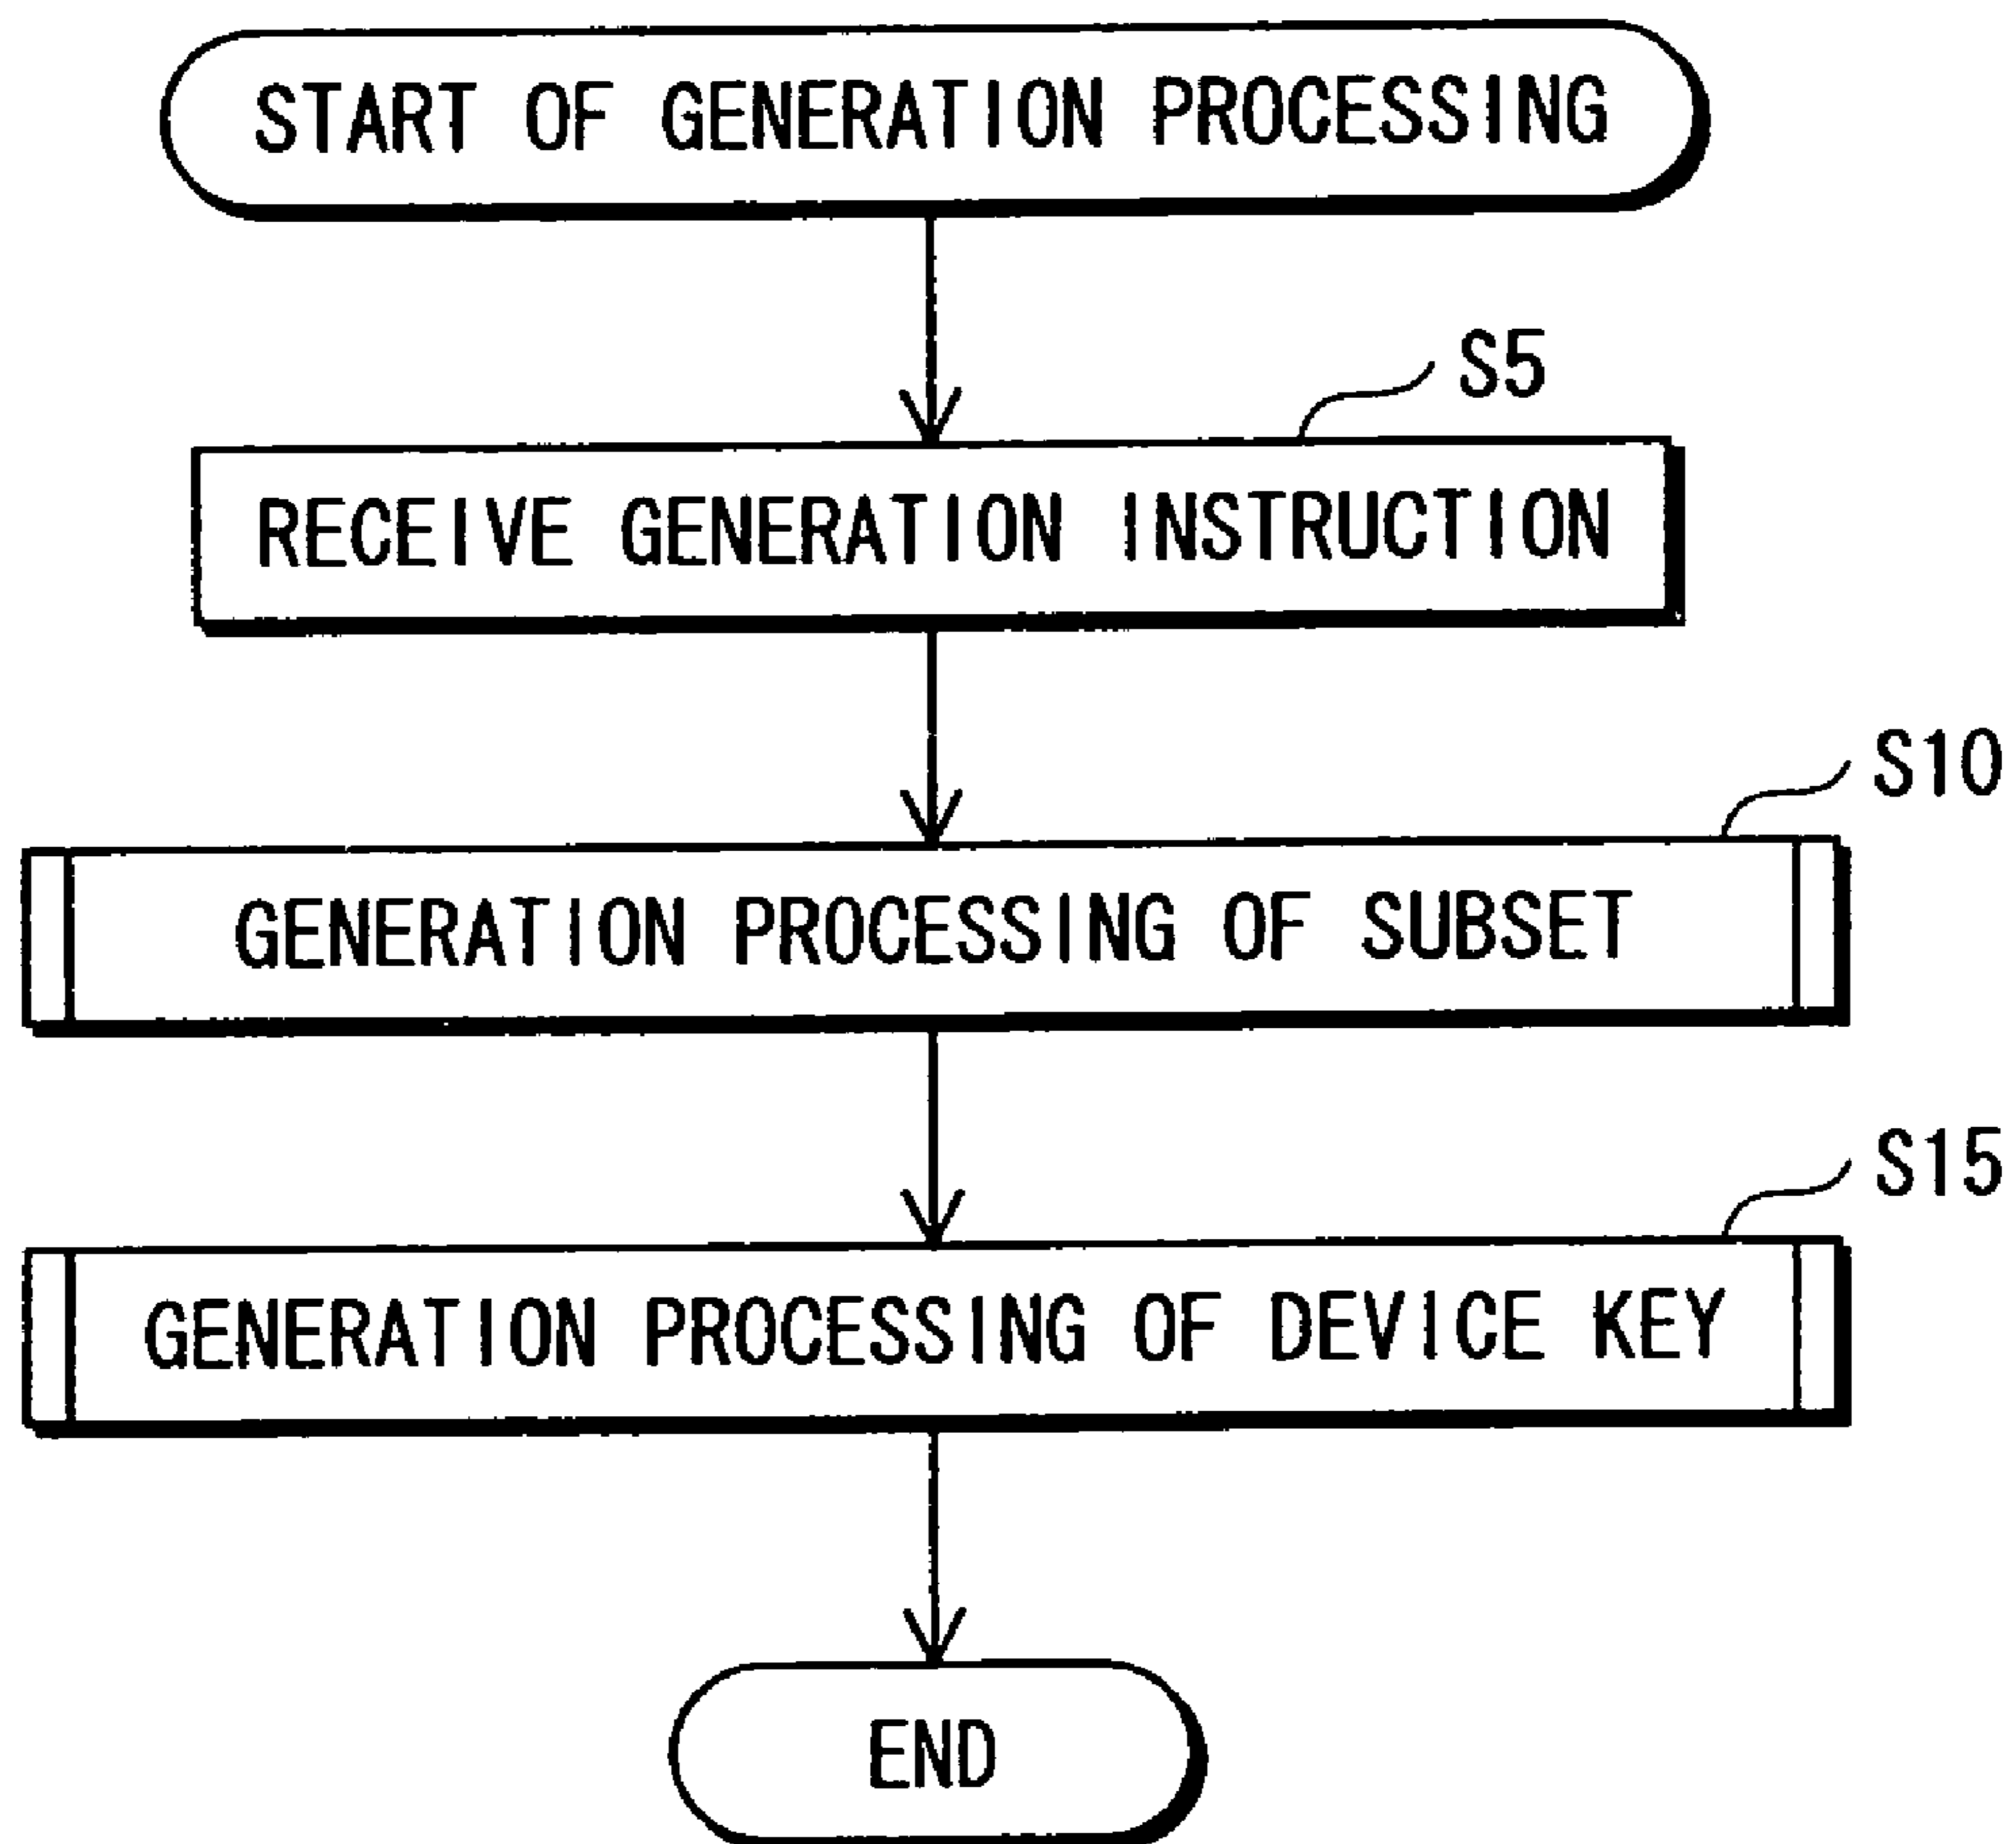 START OF GENERATION PROCESSING
S5
RECEIVE GENERATION INSTRUCTION
S10
GENERATION PROCESSING OF SUBSET
S15
GENERATION PROCESSING OF DEVICE KEY
END